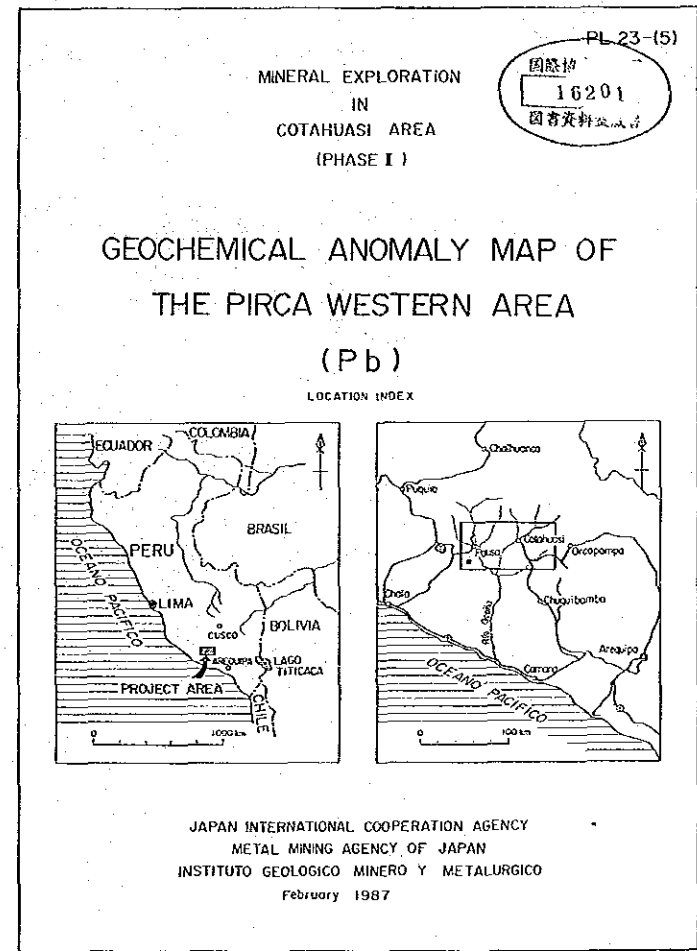 PL 23-(5)
国際協
16201
図書資料
MINERAL EXPLORATION
IN
COTAHUASI AREA
(PHASE I)
GEOCHEMICAL ANOMALY MAP OF
THE PIRCA WESTERN AREA
(Pb)
LOCATION INDEX
ECUADOR
COLOMBIA
BRASIL
PERU
OCEANO PACIFICO
LIMA
CUSCO
BOLIVIA
AREQUIPA
LAGO
TITICACA
PROJECT AREA
CHILE
0 1000 km
Chalhuanca
Puquio
Cotahuasi
Pausa
Orcopampa
Chala
Rio Ocoña
Chuquibamba
Arequipa
Camana
OCEANO PACIFICO
0 100 km
JAPAN INTERNATIONAL COOPERATION AGENCY
METAL MINING AGENCY OF JAPAN
INSTITUTO GEOLOGICO MINERO Y METALURGICO
February 1987